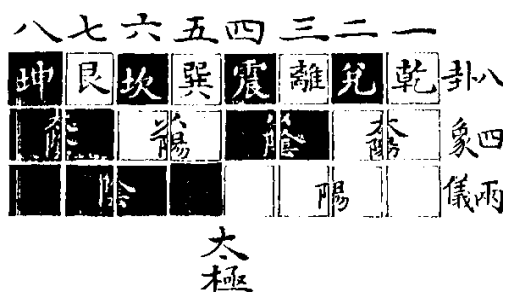 一 二 三 四 五 六 七 八
八卦 乾 兌 離 震 巽 坎 艮 坤
四象 太陽 少陰 少陽 太陰
兩儀 陽 陰
太極